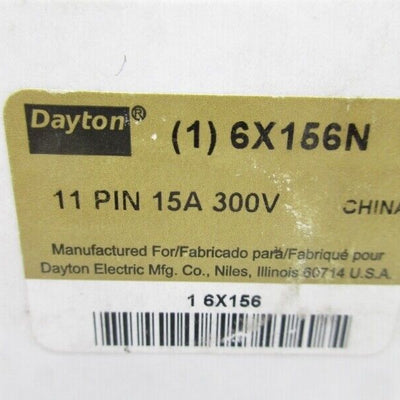 Dayton® (1) 6X156N
11 PIN 15A 300V CHINA
Manufactured For/Fabricado para/Fabriqué pour
Dayton Electric Mfg. Co., Niles, Illinois 60714 U.S.A.
1 6X156